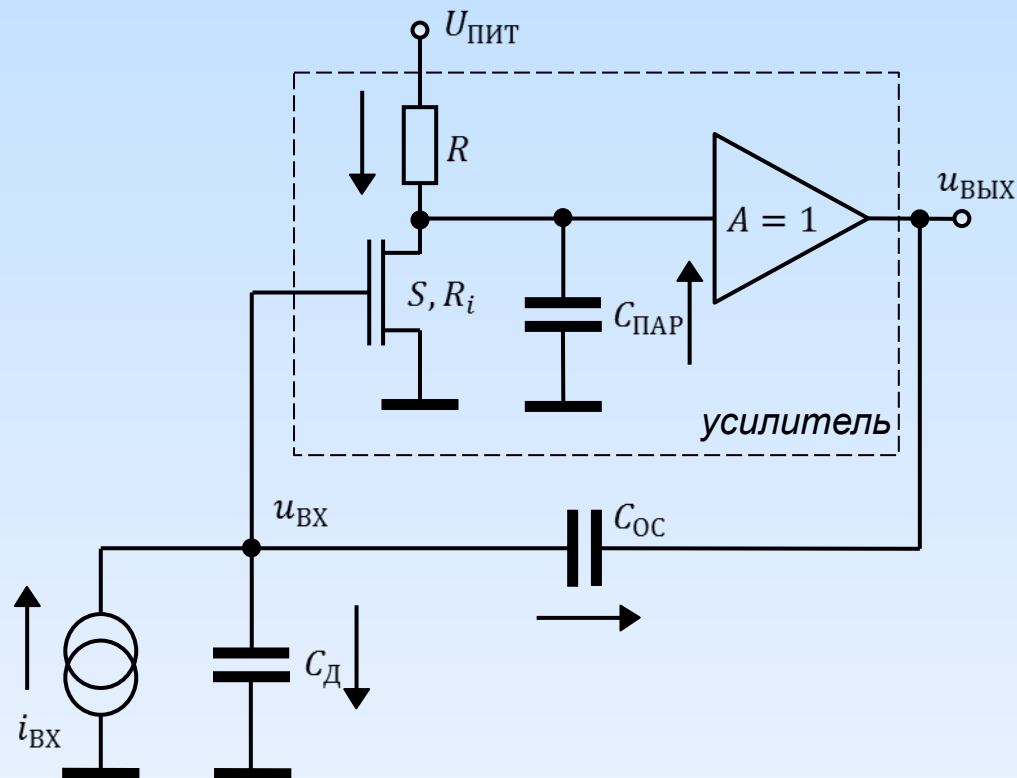 U_ПИТ
R
u_ВЫХ
A = 1
S, R_i
C_ПАР
усилитель
u_ВХ
C_ОС
C_Д
i_ВХ